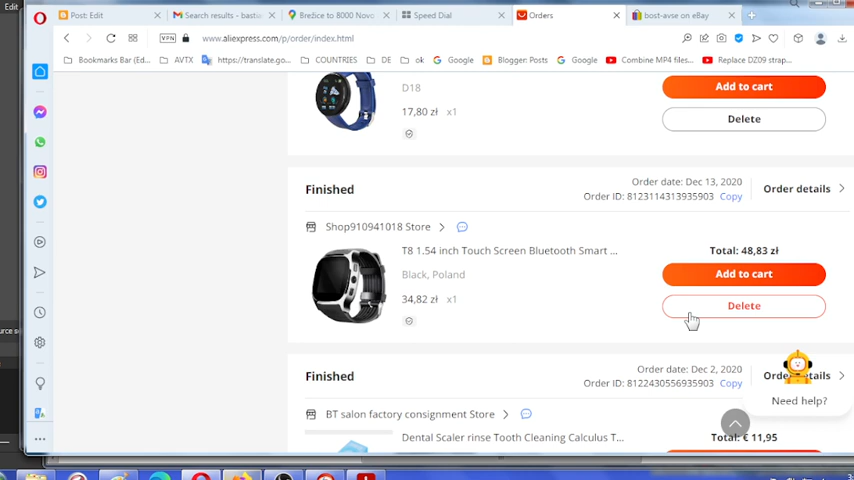 Edit
Post: Edit
Search results - bastie
Brežice to 8000 Novo
Speed Dial
Orders
bost-avse on eBay
VPN www.aliexpress.com/p/order/index.html
Bookmarks Bar (Ed... AVTX https://translate.go... COUNTRIES DE ok Google Blogger: Posts Google Combine MP4 files... Replace DZ09 strap...
D18
17,80 zł x1
Add to cart
Delete
Finished
Order date: Dec 13, 2020
Order ID: 8123114313935903 Copy
Order details
Shop910941018 Store
T8 1.54 inch Touch Screen Bluetooth Smart ...
Black, Poland
34,82 zł x1
Total: 48,83 zł
Add to cart
Delete
Finished
Order date: Dec 2, 2020
Order ID: 8122430556935903 Copy
Need help?
BT salon factory consignment Store
Dental Scaler rinse Tooth Cleaning Calculus T...
Total: € 11,95